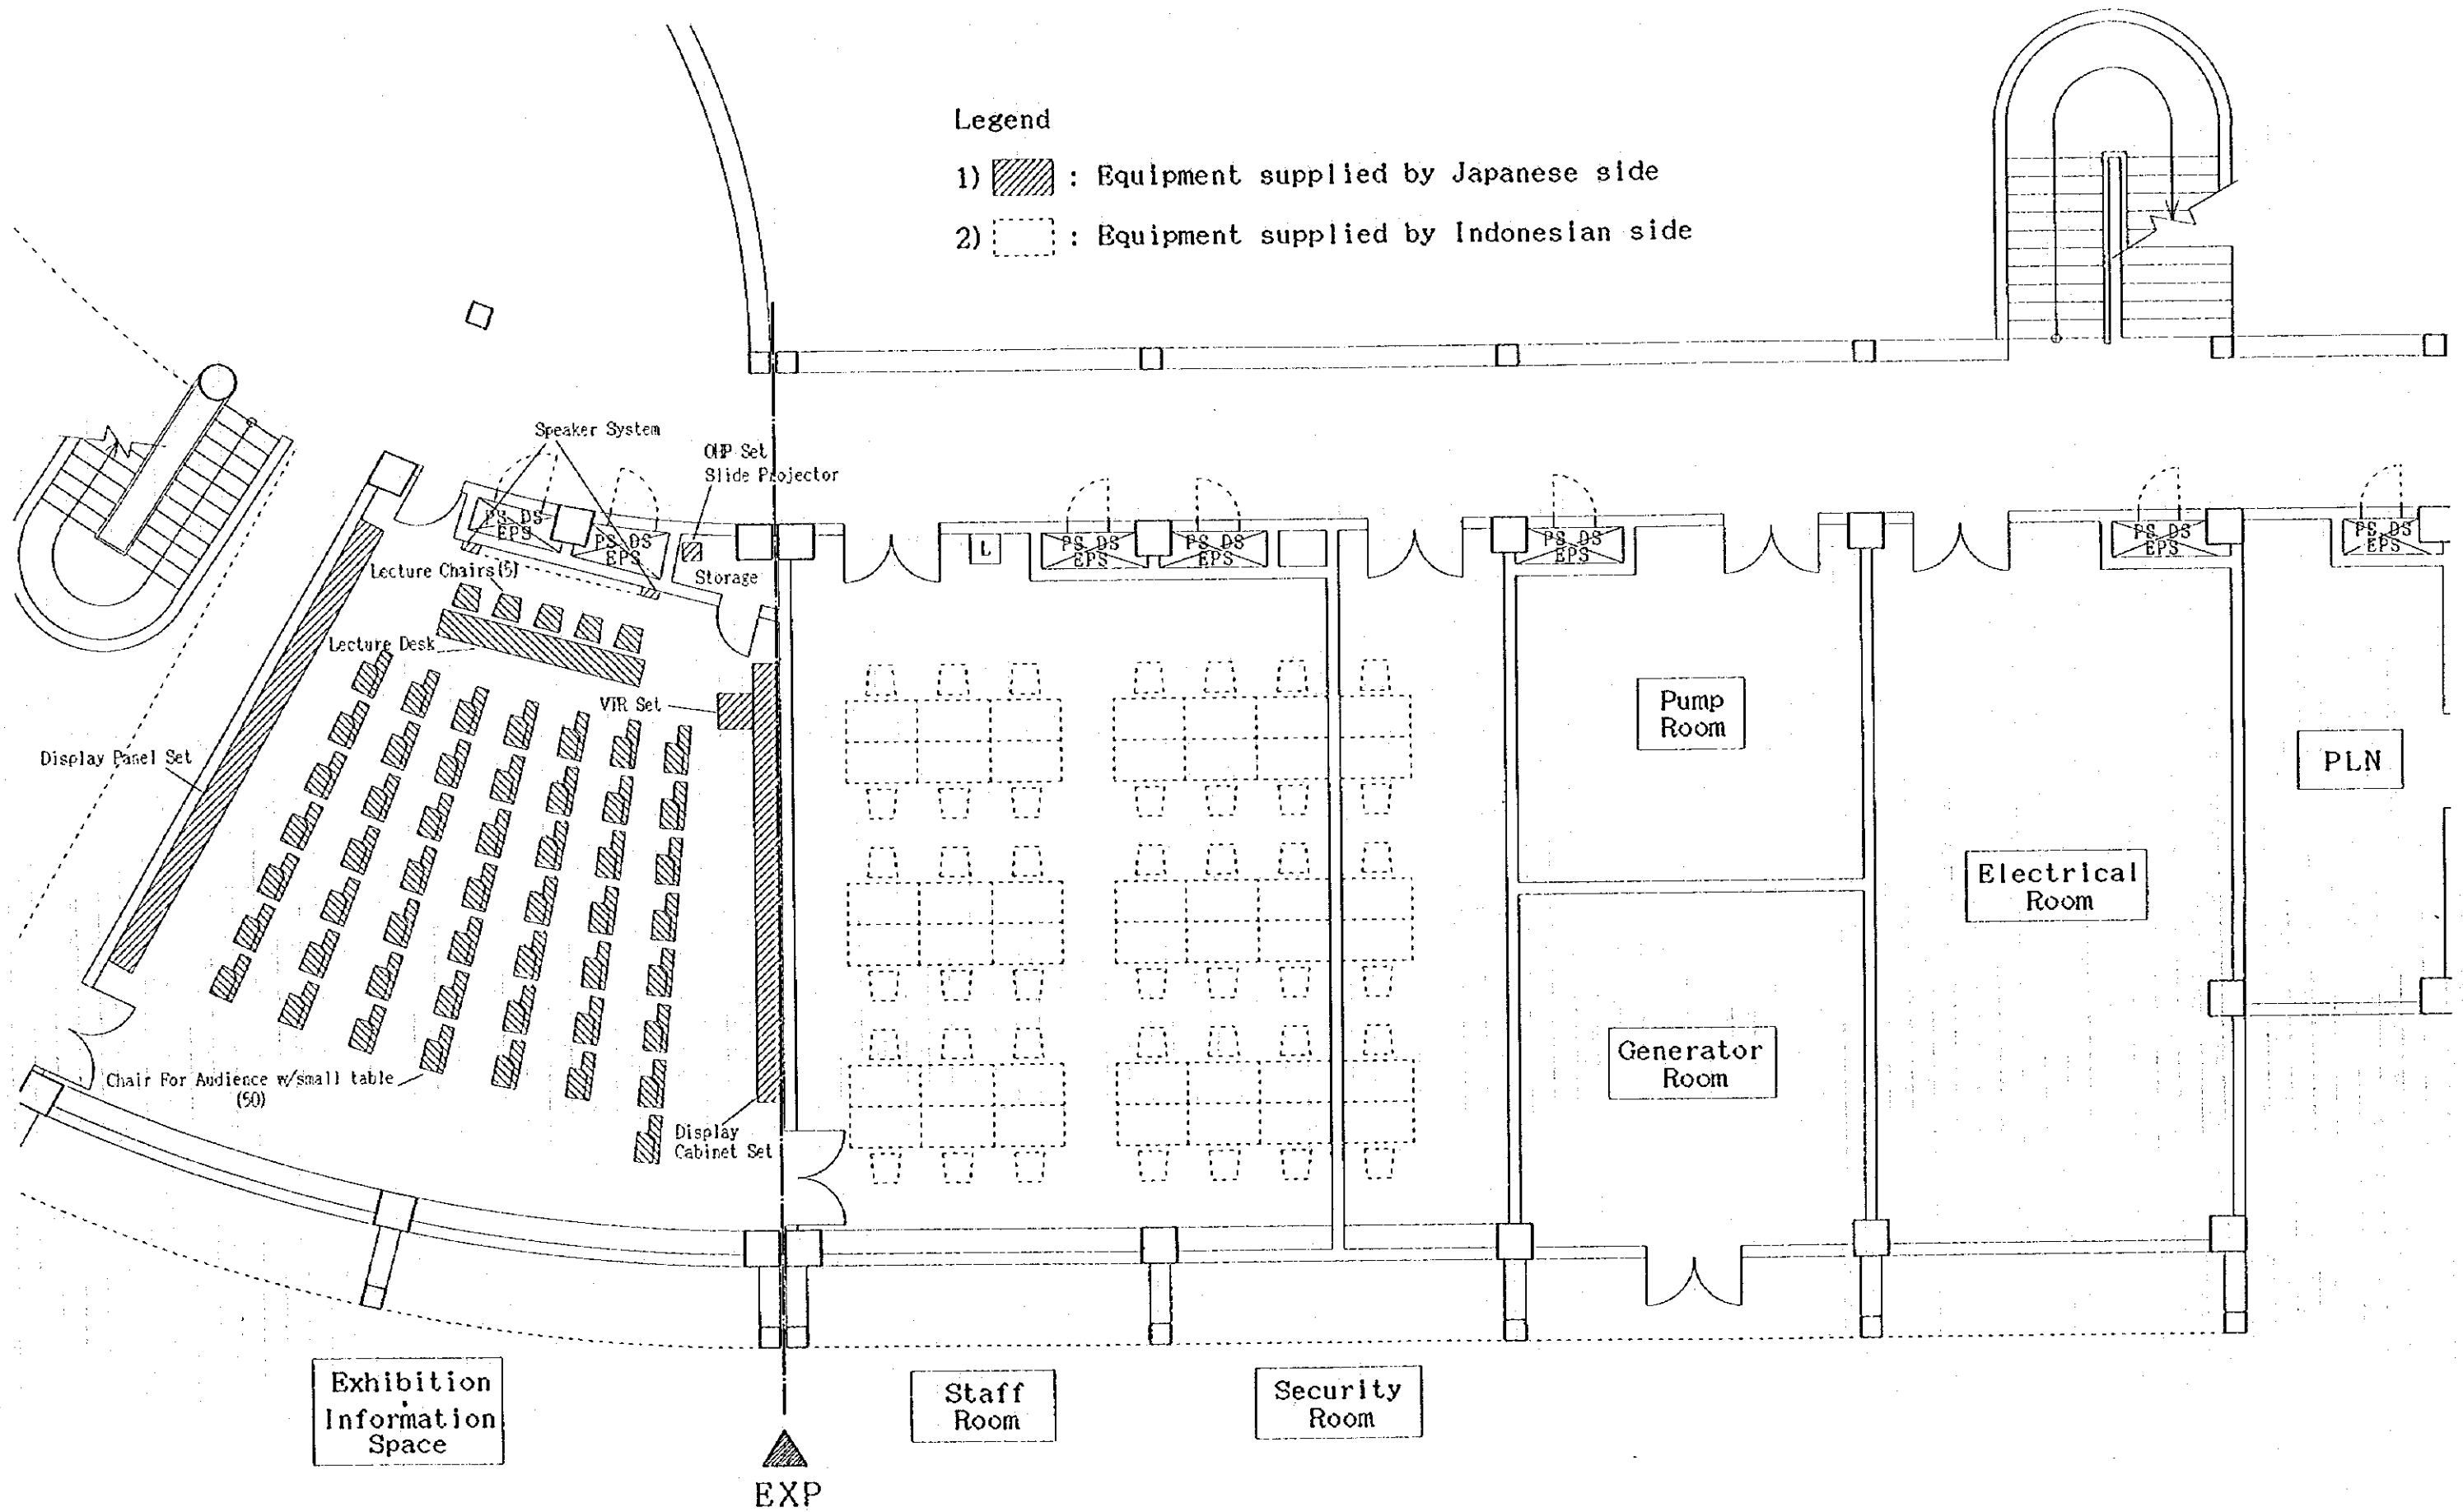 Legend
1) : Equipment supplied by Japanese side
2) : Equipment supplied by Indonesian side
Speaker System
OHP Set
Slide Projector
PS DS
EPS
PS DS
EPS
Storage
Lecture Chairs(5)
Lecture Desk
VTR Set
Display Panel Set
Chair For Audience w/small table
(50)
Display
Cabinet Set
L
PS DS
EPS
PS DS
EPS
PS DS
EPS
PS DS
EPS
PS DS
EPS
Pump
Room
PLN
Electrical
Room
Generator
Room
Exhibition
·
Information
Space
Staff
Room
Security
Room
EXP